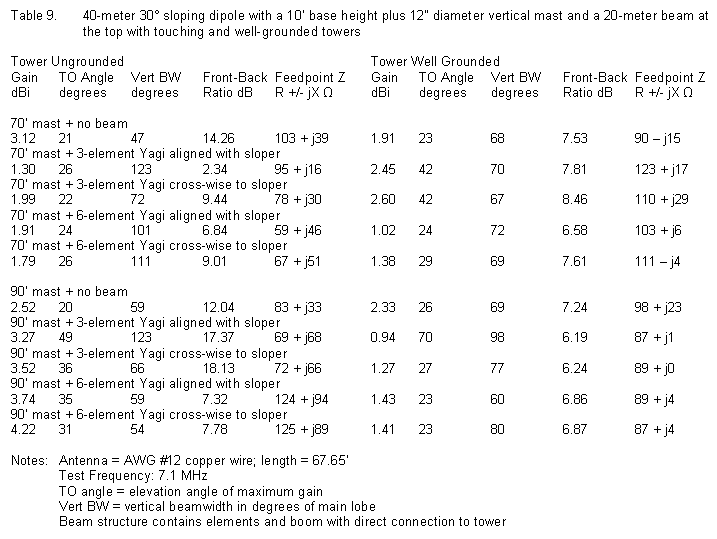 Table 9. 40-meter 30° sloping dipole with a 10' base height plus 12" diameter vertical mast and a 20-meter beam at
the top with touching and well-grounded towers
Tower Ungrounded Tower Well Grounded
Gain TO Angle Vert BW Front-Back Feedpoint Z Gain TO Angle Vert BW Front-Back Feedpoint Z
dBi degrees degrees Ratio dB R +/- jX Ω dBi degrees degrees Ratio dB R +/- jX Ω
70' mast + no beam
3.12 21 47 14.26 103 + j39 1.91 23 68 7.53 90 – j15
70' mast + 3-element Yagi aligned with sloper
1.30 26 123 2.34 95 + j16 2.45 42 70 7.81 123 + j17
70' mast + 3-element Yagi cross-wise to sloper
1.99 22 72 9.44 78 + j30 2.60 42 67 8.46 110 + j29
70' mast + 6-element Yagi aligned with sloper
1.91 24 101 6.84 59 + j46 1.02 24 72 6.58 103 + j6
70' mast + 6-element Yagi cross-wise to sloper
1.79 26 111 9.01 67 + j51 1.38 29 69 7.61 111 – j4
90' mast + no beam
2.52 20 59 12.04 83 + j33 2.33 26 69 7.24 98 + j23
90' mast + 3-element Yagi aligned with sloper
3.27 49 123 17.37 69 + j68 0.94 70 98 6.19 87 + j1
90' mast + 3-element Yagi cross-wise to sloper
3.52 36 66 18.13 72 + j66 1.27 27 77 6.24 89 + j0
90' mast + 6-element Yagi aligned with sloper
3.74 35 59 7.32 124 + j94 1.43 23 60 6.86 89 + j4
90' mast + 6-element Yagi cross-wise to sloper
4.22 31 54 7.78 125 + j89 1.41 23 80 6.87 87 + j4
Notes: Antenna = AWG #12 copper wire; length = 67.65'
Test Frequency: 7.1 MHz
TO angle = elevation angle of maximum gain
Vert BW = vertical beamwidth in degrees of main lobe
Beam structure contains elements and boom with direct connection to tower